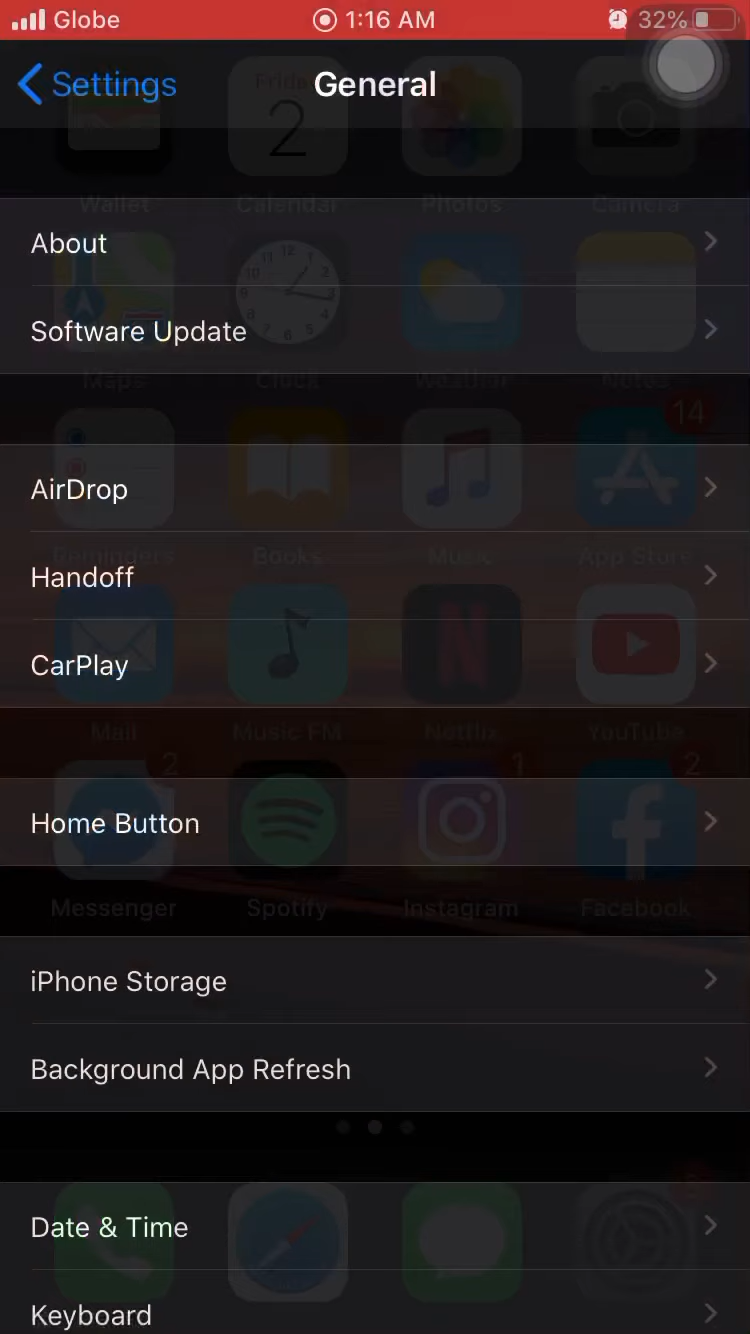 Globe 1:16 AM 32%
Settings General
Friday
2
Wallet Calendar Photos Camera
About
Software Update
Maps Clock Weather Notes
14
AirDrop
Reminders Books Music App Store
Handoff
CarPlay
Mail Music FM Netflix YouTube
2 1 2
Home Button
Messenger Spotify Instagram Facebook
iPhone Storage
Background App Refresh
Date & Time
Keyboard